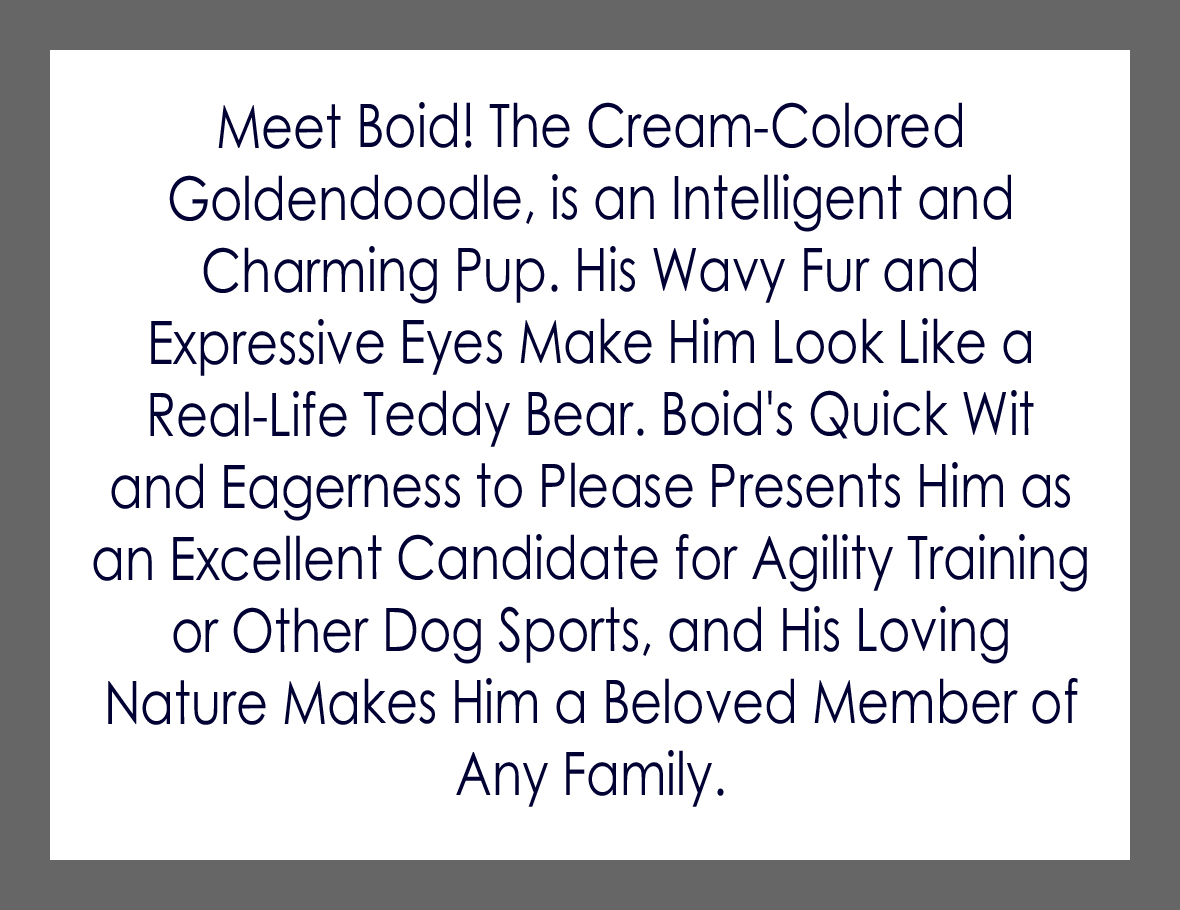 Meet Boid! The Cream-Colored
Goldendoodle, is an Intelligent and
Charming Pup. His Wavy Fur and
Expressive Eyes Make Him Look Like a
Real-Life Teddy Bear. Boid's Quick Wit
and Eagerness to Please Presents Him as
an Excellent Candidate for Agility Training
or Other Dog Sports, and His Loving
Nature Makes Him a Beloved Member of
Any Family.